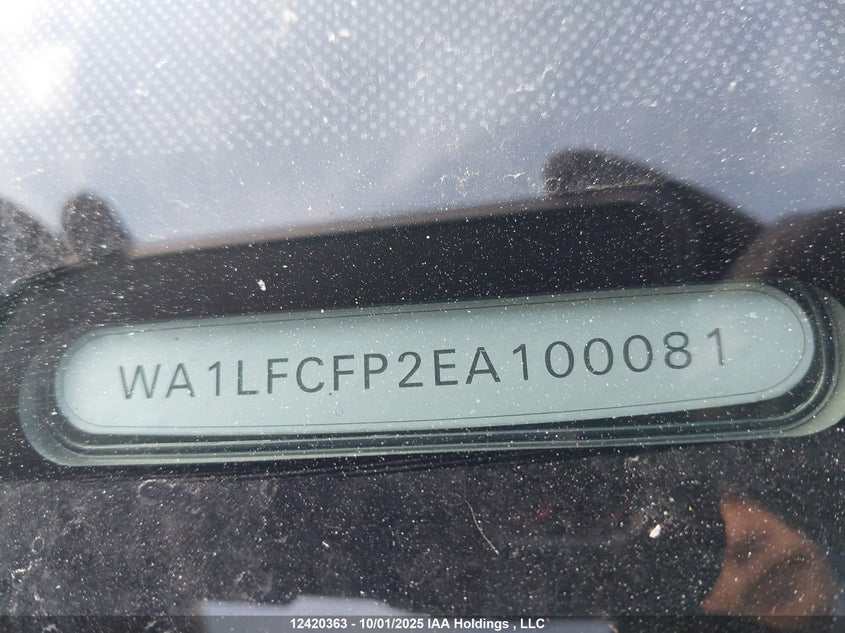 WA1LFCFP2EA100081
12420363 - 10/01/2025 IAA Holdings , LLC